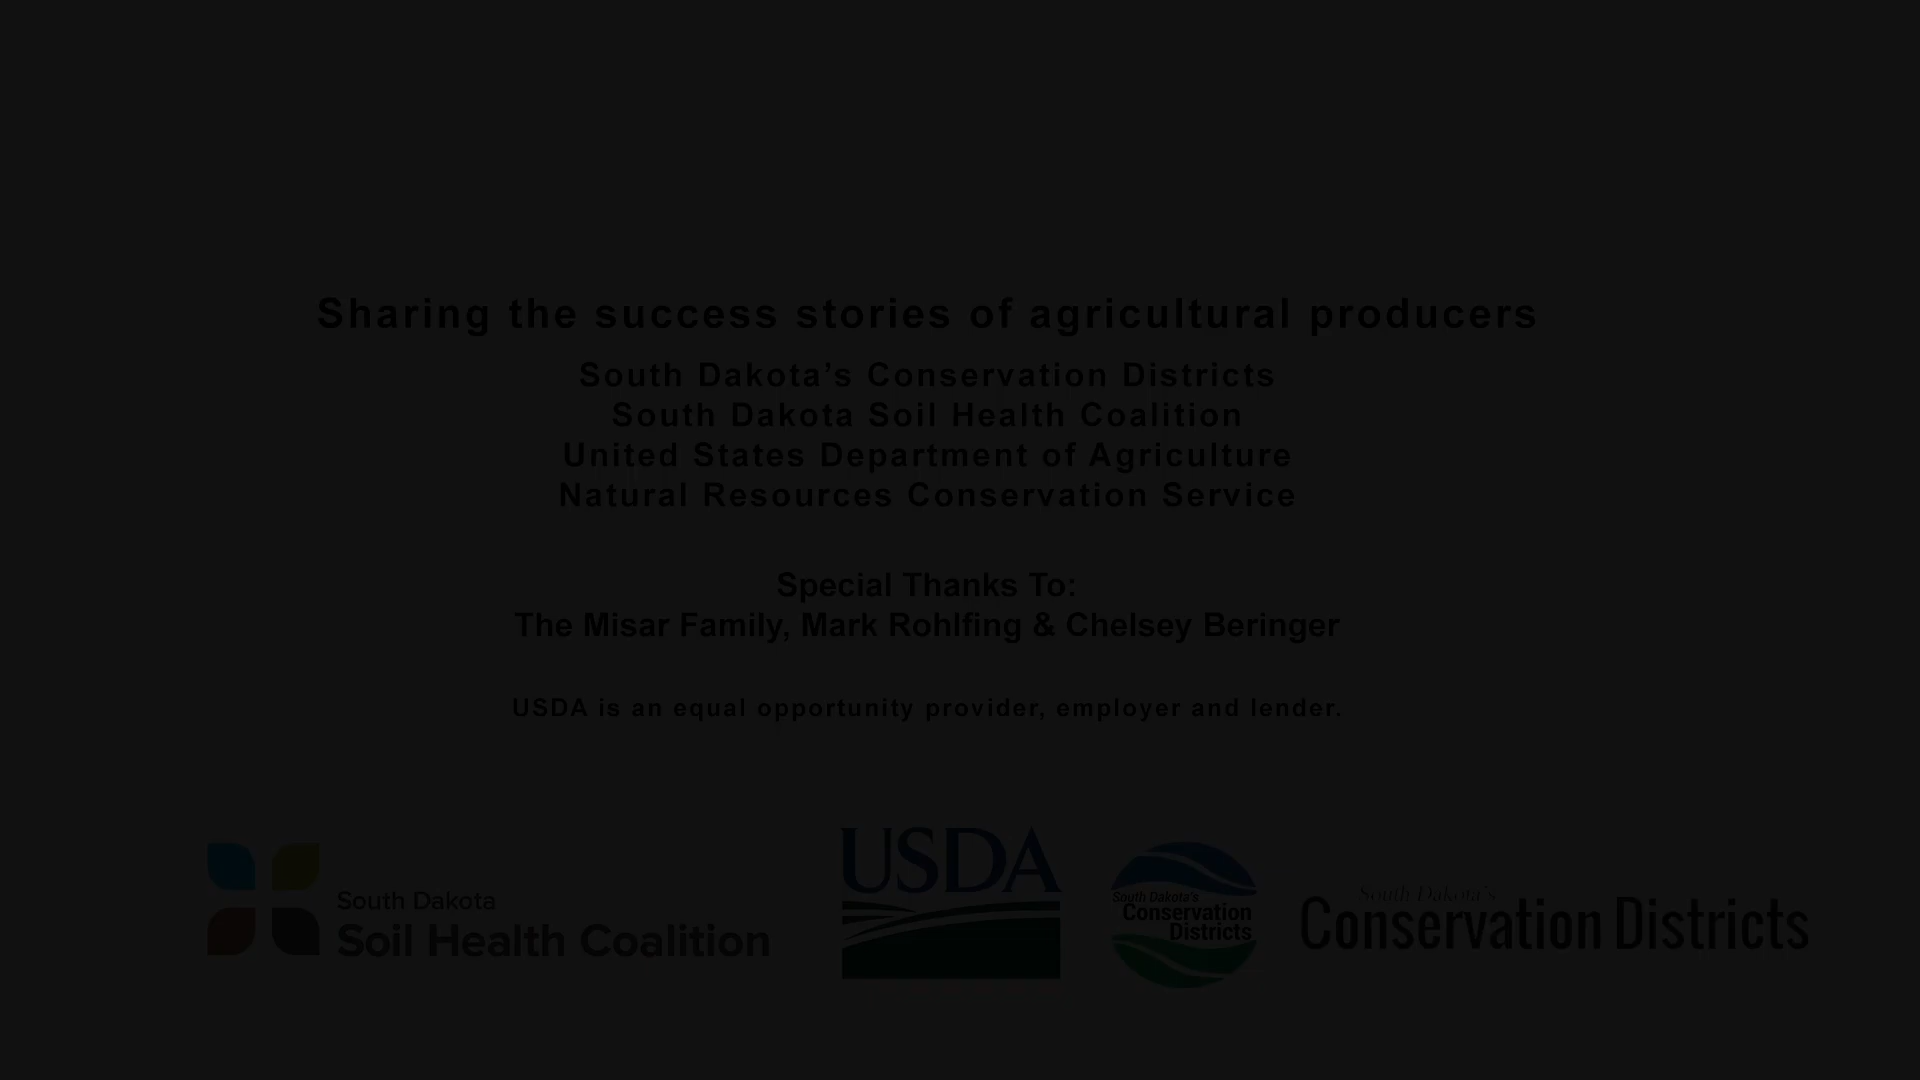 Sharing the success stories of agricultural producers
South Dakota’s Conservation Districts
South Dakota Soil Health Coalition
United States Department of Agriculture
Natural Resources Conservation Service
Special Thanks To:
The Misar Family, Mark Rohlfing & Chelsey Beringer
USDA is an equal opportunity provider, employer and lender.
South Dakota
Soil Health Coalition
USDA
South Dakota's
Conservation
Districts
South Dakota's
Conservation Districts